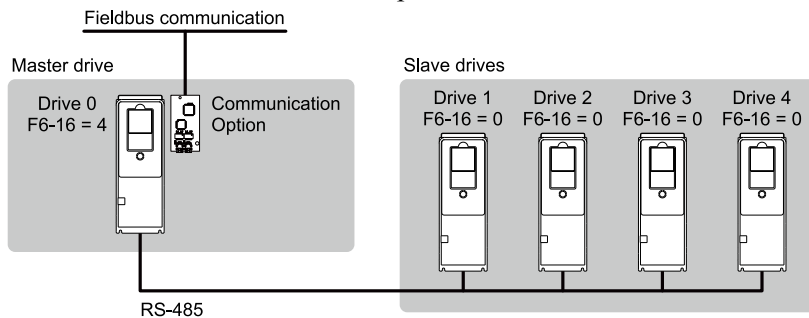 Fieldbus communication
Master drive
Drive 0
F6-16 = 4
Communication
Option
Slave drives
Drive 1
F6-16 = 0
Drive 2
F6-16 = 0
Drive 3
F6-16 = 0
Drive 4
F6-16 = 0
RS-485